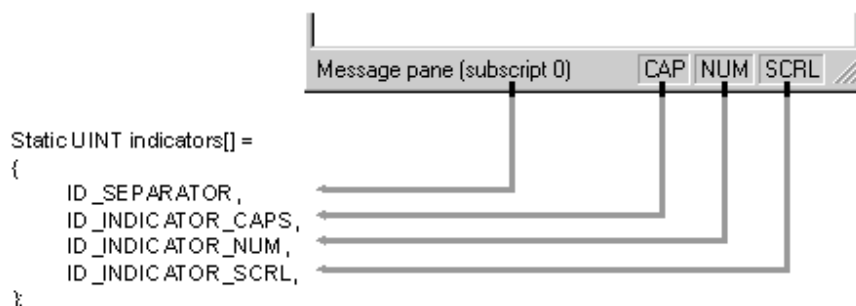 Message pane (subscript 0) CAP NUM SCRL
Static UINT indicators[] =
{
ID_SEPARATOR,
ID_INDICATOR_CAPS,
ID_INDICATOR_NUM,
ID_INDICATOR_SCRL,
};